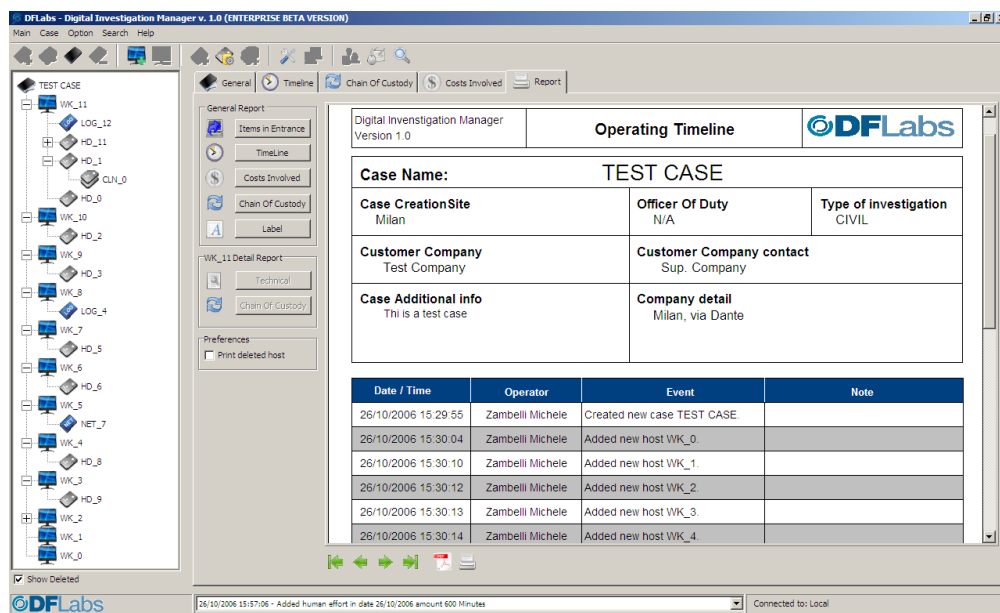 DFLabs - Digital Investigation Manager v. 1.0 (ENTERPRISE BETA VERSION)
Main Case Option Search Help
TEST CASE
WK_11
LOG_12
HD_11
HD_1
CLN_0
HD_0
WK_10
HD_2
WK_9
HD_3
WK_8
LOG_4
WK_7
HD_5
WK_6
HD_6
WK_5
NET_7
WK_4
HD_8
WK_3
HD_9
WK_2
WK_1
WK_0
Show Deleted
DFLabs
General Timeline Chain Of Custody Costs Involved Report
General Report
Items in Entrance
TimeLine
Costs Involved
Chain Of Custody
Label
WK_11 Detail Report
Technical
Chain Of Custody
Preferences
Print deleted host
Digital Invenstigation Manager
Version 1.0
Operating Timeline
DFLabs
Case Name: TEST CASE
Case CreationSite Officer Of Duty Type of investigation
Milan N/A CIVIL
Customer Company Customer Company contact
Test Company Sup. Company
Case Additional info Company detail
Thi is a test case Milan, via Dante
Date / Time Operator Event Note
26/10/2006 15:29:55 Zambelli Michele Created new case TEST CASE.
26/10/2006 15:30:04 Zambelli Michele Added new host WK_0.
26/10/2006 15:30:10 Zambelli Michele Added new host WK_1.
26/10/2006 15:30:12 Zambelli Michele Added new host WK_2.
26/10/2006 15:30:13 Zambelli Michele Added new host WK_3.
26/10/2006 15:30:14 Zambelli Michele Added new host WK_4.
26/10/2006 15:57:06 - Added human effort in date 26/10/2006 amount 600 Minutes
Connected to: Local